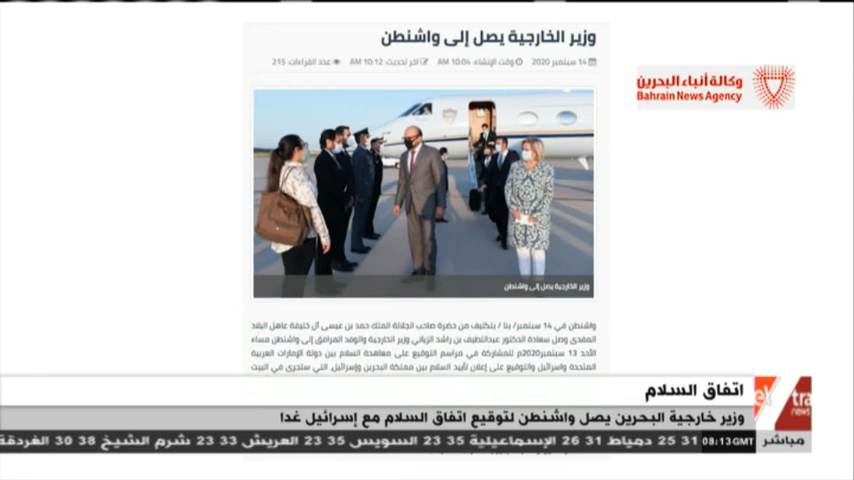 وزير الخارجية يصل إلى واشنطن
14 سبتمبر 2020 وقت الإنشاء: 10:04 AM آخر تحديث: 10:12 AM عدد القراءات: 215
وكالة أنباء البحرين
Bahrain News Agency
وزير الخارجية يصل إلى واشنطن
واشنطن في 14 سبتمبر/ بنا / بتكليف من حضرة صاحب الجلالة الملك حمد بن عيسى آل خليفة عاهل البلاد
المفدى وصل سعادة الدكتور عبداللطيف بن راشد الزياني وزير الخارجية والوفد المرافق إلى واشنطن مساء
الأحد 13 سبتمبر2020م للمشاركة في مراسم التوقيع على معاهدة السلام بين دولة الإمارات العربية
المتحدة واسرائيل والتوقيع على إعلان تأييد السلام بين مملكة البحرين وإسرائيل, التي ستجرى في البيت
اتفاق السلام
وزير خارجية البحرين يصل واشنطن لتوقيع اتفاق السلام مع إسرائيل غدا
news
مباشر
08:13 GMT
31 25 دمياط 31 26 الإسماعيلية 35 23 السويس 35 23 العريش 33 23 شرم الشيخ 38 30 الغردقة